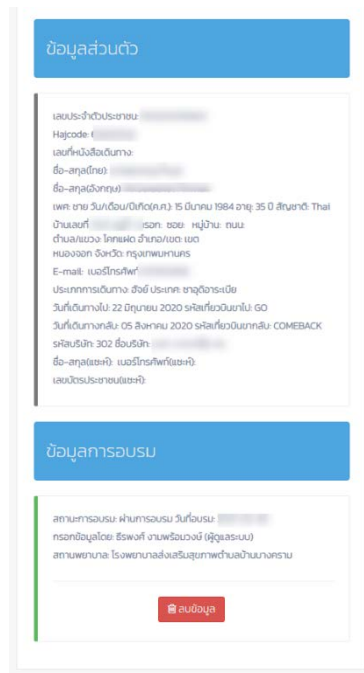 ข้อมูลส่วนตัว
เลขประจำตัวประชาชน:
Hajcode:
เลขที่หนังสือเดินทาง:
ชื่อ-สกุล(ไทย):
ชื่อ-สกุล(อังกฤษ)
เพศ: ชาย วัน/เดือน/ปีเกิด(ค.ศ.): 15 มีนาคม 1984 อายุ: 35 ปี สัญชาติ: Thai
บ้านเลขที่ ซอย: หมู่บ้าน: ถนน:
ตำบล/แขวง: โคกแฝด อำเภอ/เขต: เขต
หนองจอก จังหวัด: กรุงเทพมหานคร
E-mail: เบอร์โทรศัพท์
ประเภทการเดินทาง: ฮัจย์ ประเทศ: ซาอุดิอาระเบีย
วันที่เดินทางไป: 22 มิถุนายน 2020 รหัสเที่ยวบินขาไป: GO
วันที่เดินทางกลับ: 05 สิงหาคม 2020 รหัสเที่ยวบินขากลับ: COMEBACK
รหัสบริษัท: 302 ชื่อบริษัท:
ชื่อ-สกุล(แซะห์): เบอร์โทรศัพท์(แซะห์):
เลขบัตรประชาชน(แซะห์):
ข้อมูลการอบรม
สถานะการอบรม: ผ่านการอบรม วันที่อบรม:
กรอกข้อมูลโดย: ธีรพงศ์ งามพร้อมวงษ์ (ผู้ดูแลระบบ)
สถานพยาบาล: โรงพยาบาลส่งเสริมสุขภาพตำบลบ้านบางคราม
ลบข้อมูล